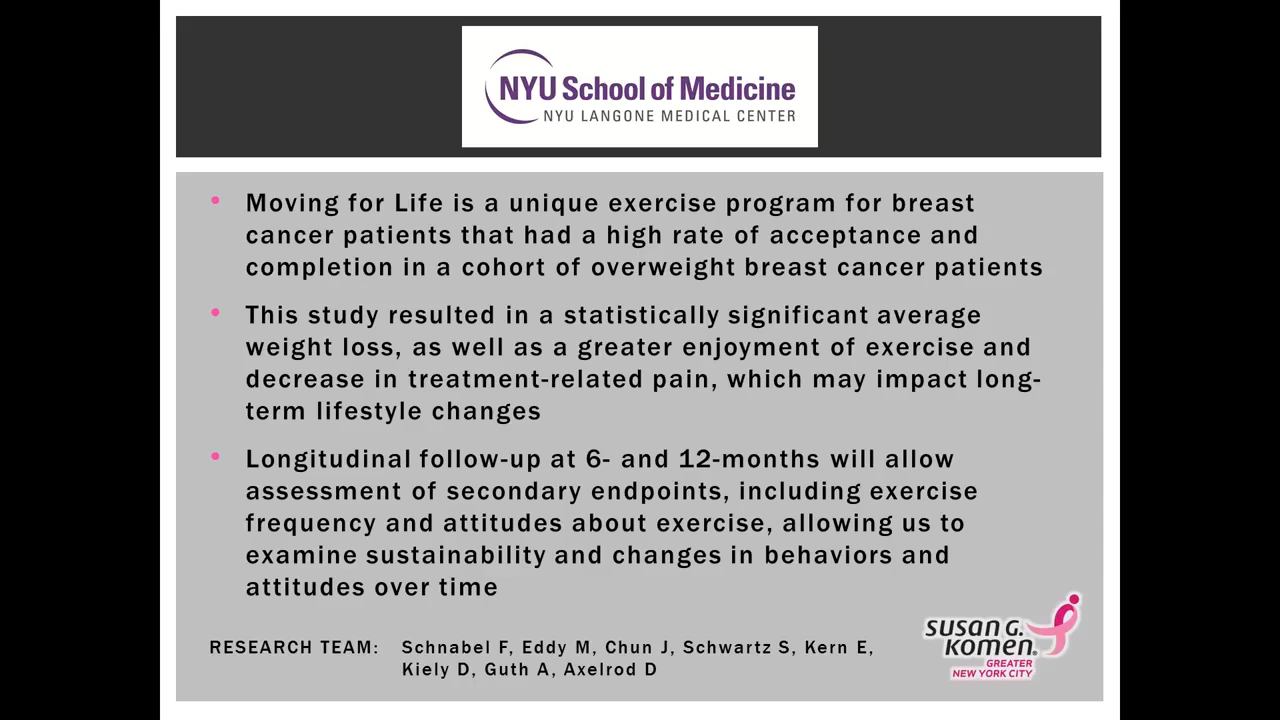 NYU School of Medicine
NYU LANGONE MEDICAL CENTER
• Moving for Life is a unique exercise program for breast
cancer patients that had a high rate of acceptance and
completion in a cohort of overweight breast cancer patients
• This study resulted in a statistically significant average
weight loss, as well as a greater enjoyment of exercise and
decrease in treatment-related pain, which may impact long-
term lifestyle changes
• Longitudinal follow-up at 6- and 12-months will allow
assessment of secondary endpoints, including exercise
frequency and attitudes about exercise, allowing us to
examine sustainability and changes in behaviors and
attitudes over time
RESEARCH TEAM: Schnabel F, Eddy M, Chun J, Schwartz S, Kern E,
Kiely D, Guth A, Axelrod D
susan G.
komen®
GREATER
NEW YORK CITY